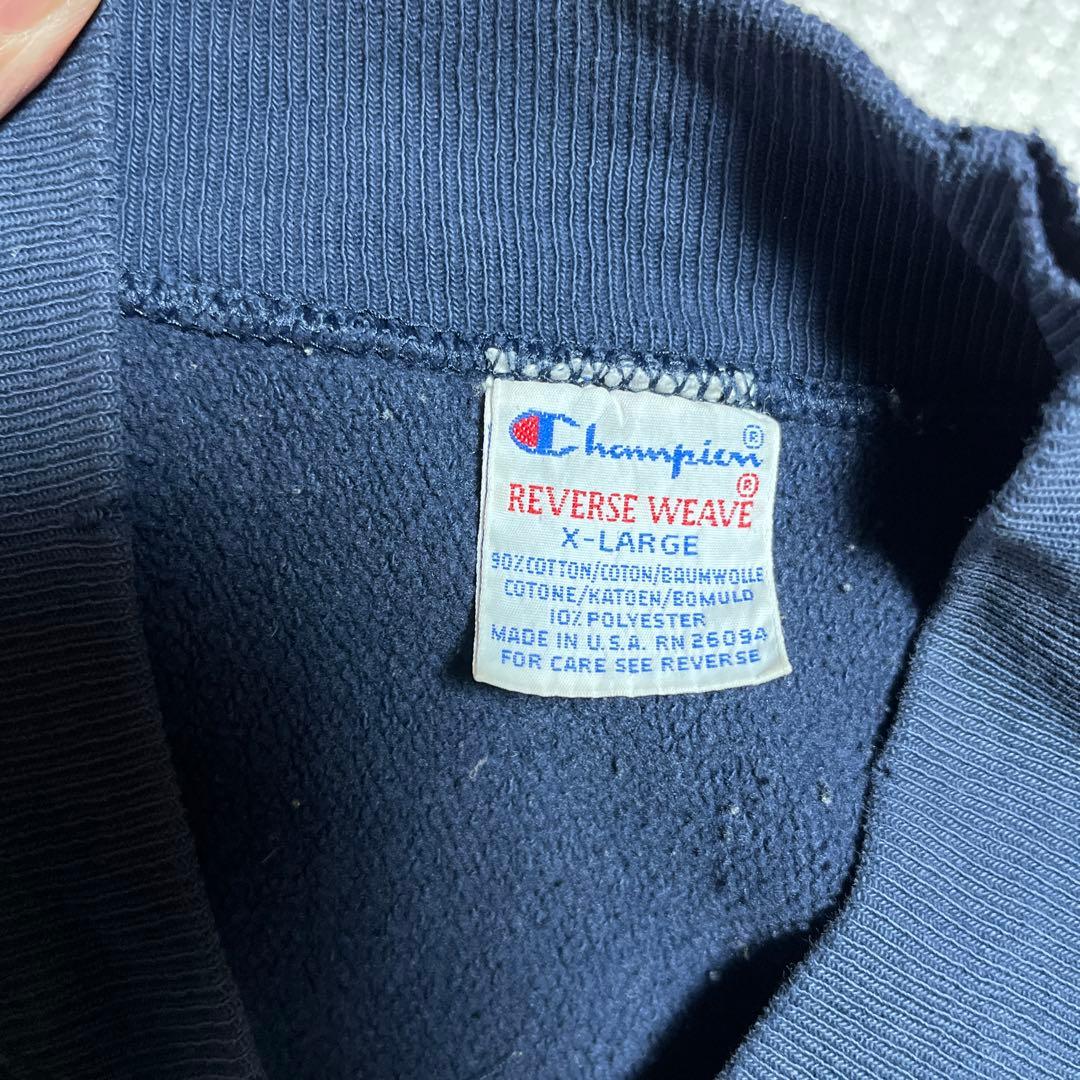 Champion®
REVERSE WEAVE®
X-LARGE
90% COTTON/COTON/BAUMWOLLE
COTONE/KATOEN/BOMULD
10% POLYESTER
MADE IN U.S.A. RN 26094
FOR CARE SEE REVERSE